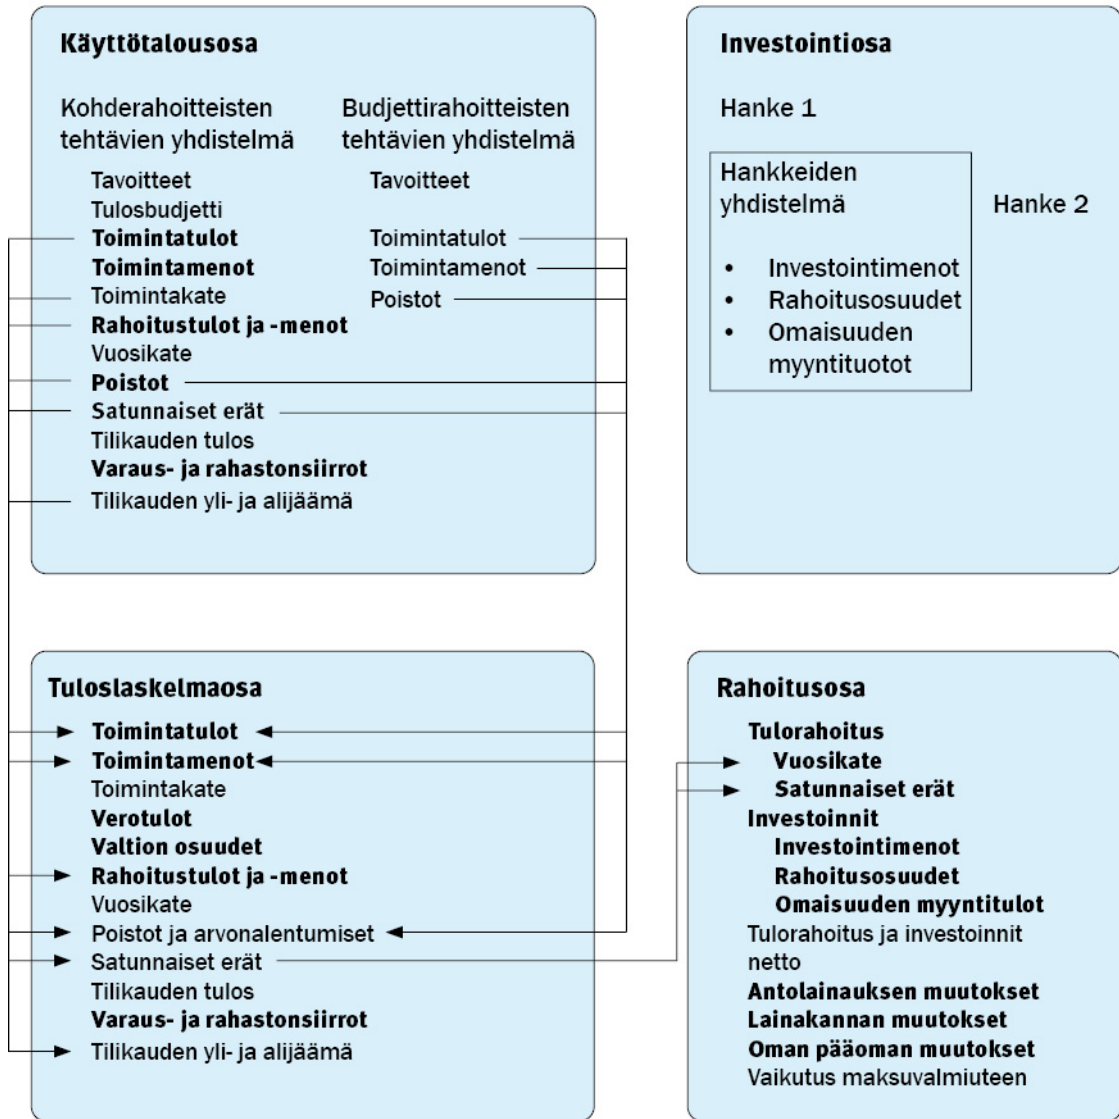 Käyttötalousosa
Kohderahoitteisten
tehtävien yhdistelmä
Tavoitteet
Tulosbudjetti
Toimintatulot
Toimintamenot
Toimintakate
Rahoitustulot ja -menot
Vuosikate
Poistot
Satunnaiset erät
Tilikauden tulos
Varaus- ja rahastonsiirrot
Tilikauden yli- ja alijäämä
Budjettirahoitteisten
tehtävien yhdistelmä
Tavoitteet
Toimintatulot
Toimintamenot
Poistot
Investointiosa
Hanke 1
Hankkeiden
yhdistelmä
• Investointimenot
• Rahoitusosuudet
• Omaisuuden
myyntituotot
Hanke 2
Tuloslaskelmaosa
Toimintatulot
Toimintamenot
Toimintakate
Verotulot
Valtion osuudet
Rahoitustulot ja -menot
Vuosikate
Poistot ja arvonalentumiset
Satunnaiset erät
Tilikauden tulos
Varaus- ja rahastonsiirrot
Tilikauden yli- ja alijäämä
Rahoitusosa
Tulorahoitus
Vuosikate
Satunnaiset erät
Investoinnit
Investointimenot
Rahoitusosuudet
Omaisuuden myyntitulot
Tulorahoitus ja investoinnit
netto
Antolainauksen muutokset
Lainakannan muutokset
Oman pääoman muutokset
Vaikutus maksuvalmiuteen